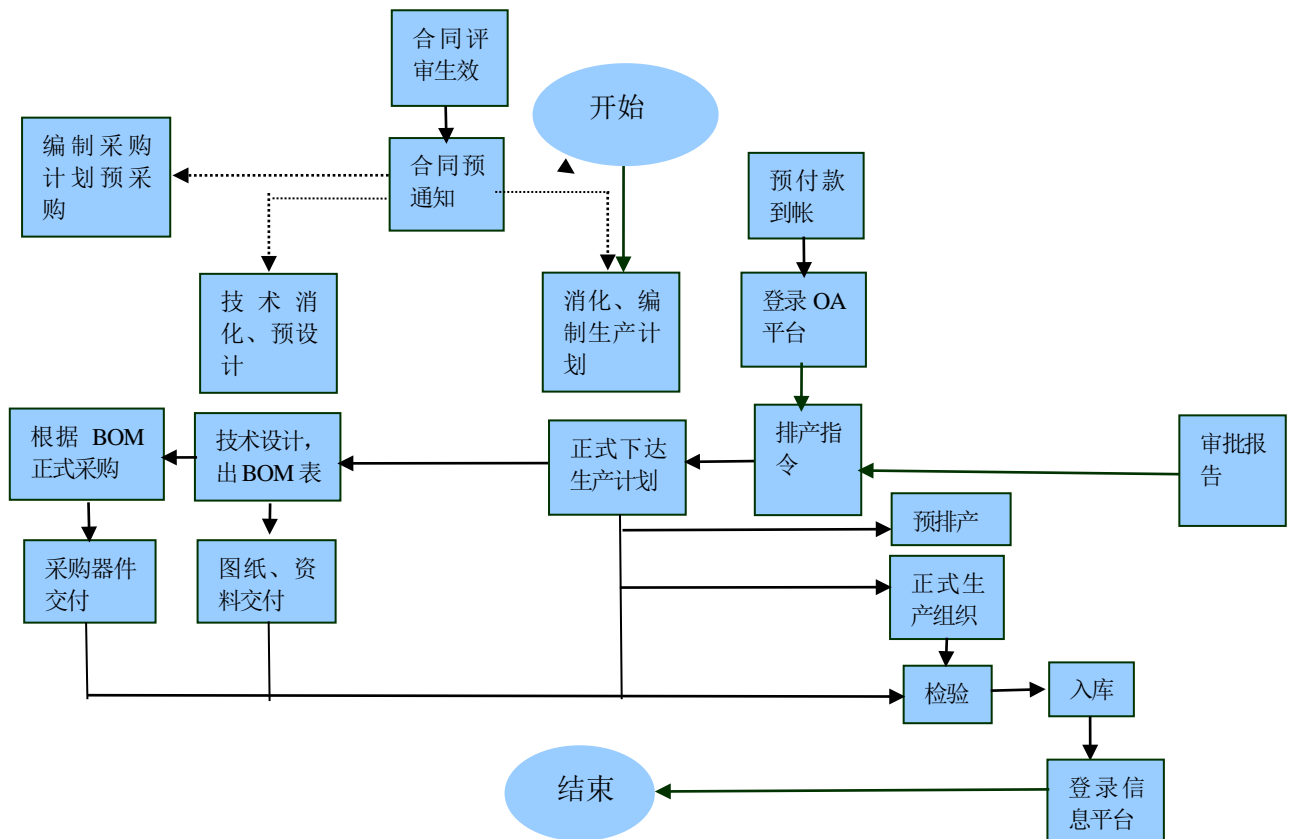 合同评
审生效
开始
编制采购
计划预采
购
合同预
通知
预付款
到帐
技术消
化、预设
计
消化、编
制生产计
划
登录 OA
平台
根据 BOM
正式采购
技术设计，
出 BOM 表
正式下达
生产计划
排产指
令
审批报
告
预排产
采购器件
交付
图纸、资
料交付
正式生
产组织
检验
入库
结束
登录信
息平台